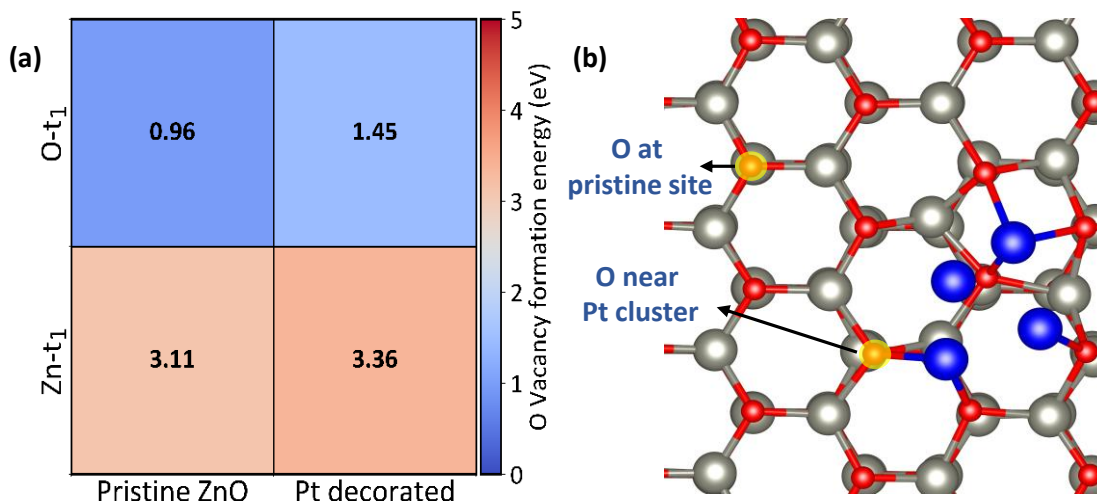 (a)
O-t₁
Zn-t₁
0.96
1.45
3.11
3.36
Pristine ZnO
Pt decorated
5
4
3
2
1
0
O Vacancy formation energy (eV)
(b)
O at
pristine site
O near
Pt cluster